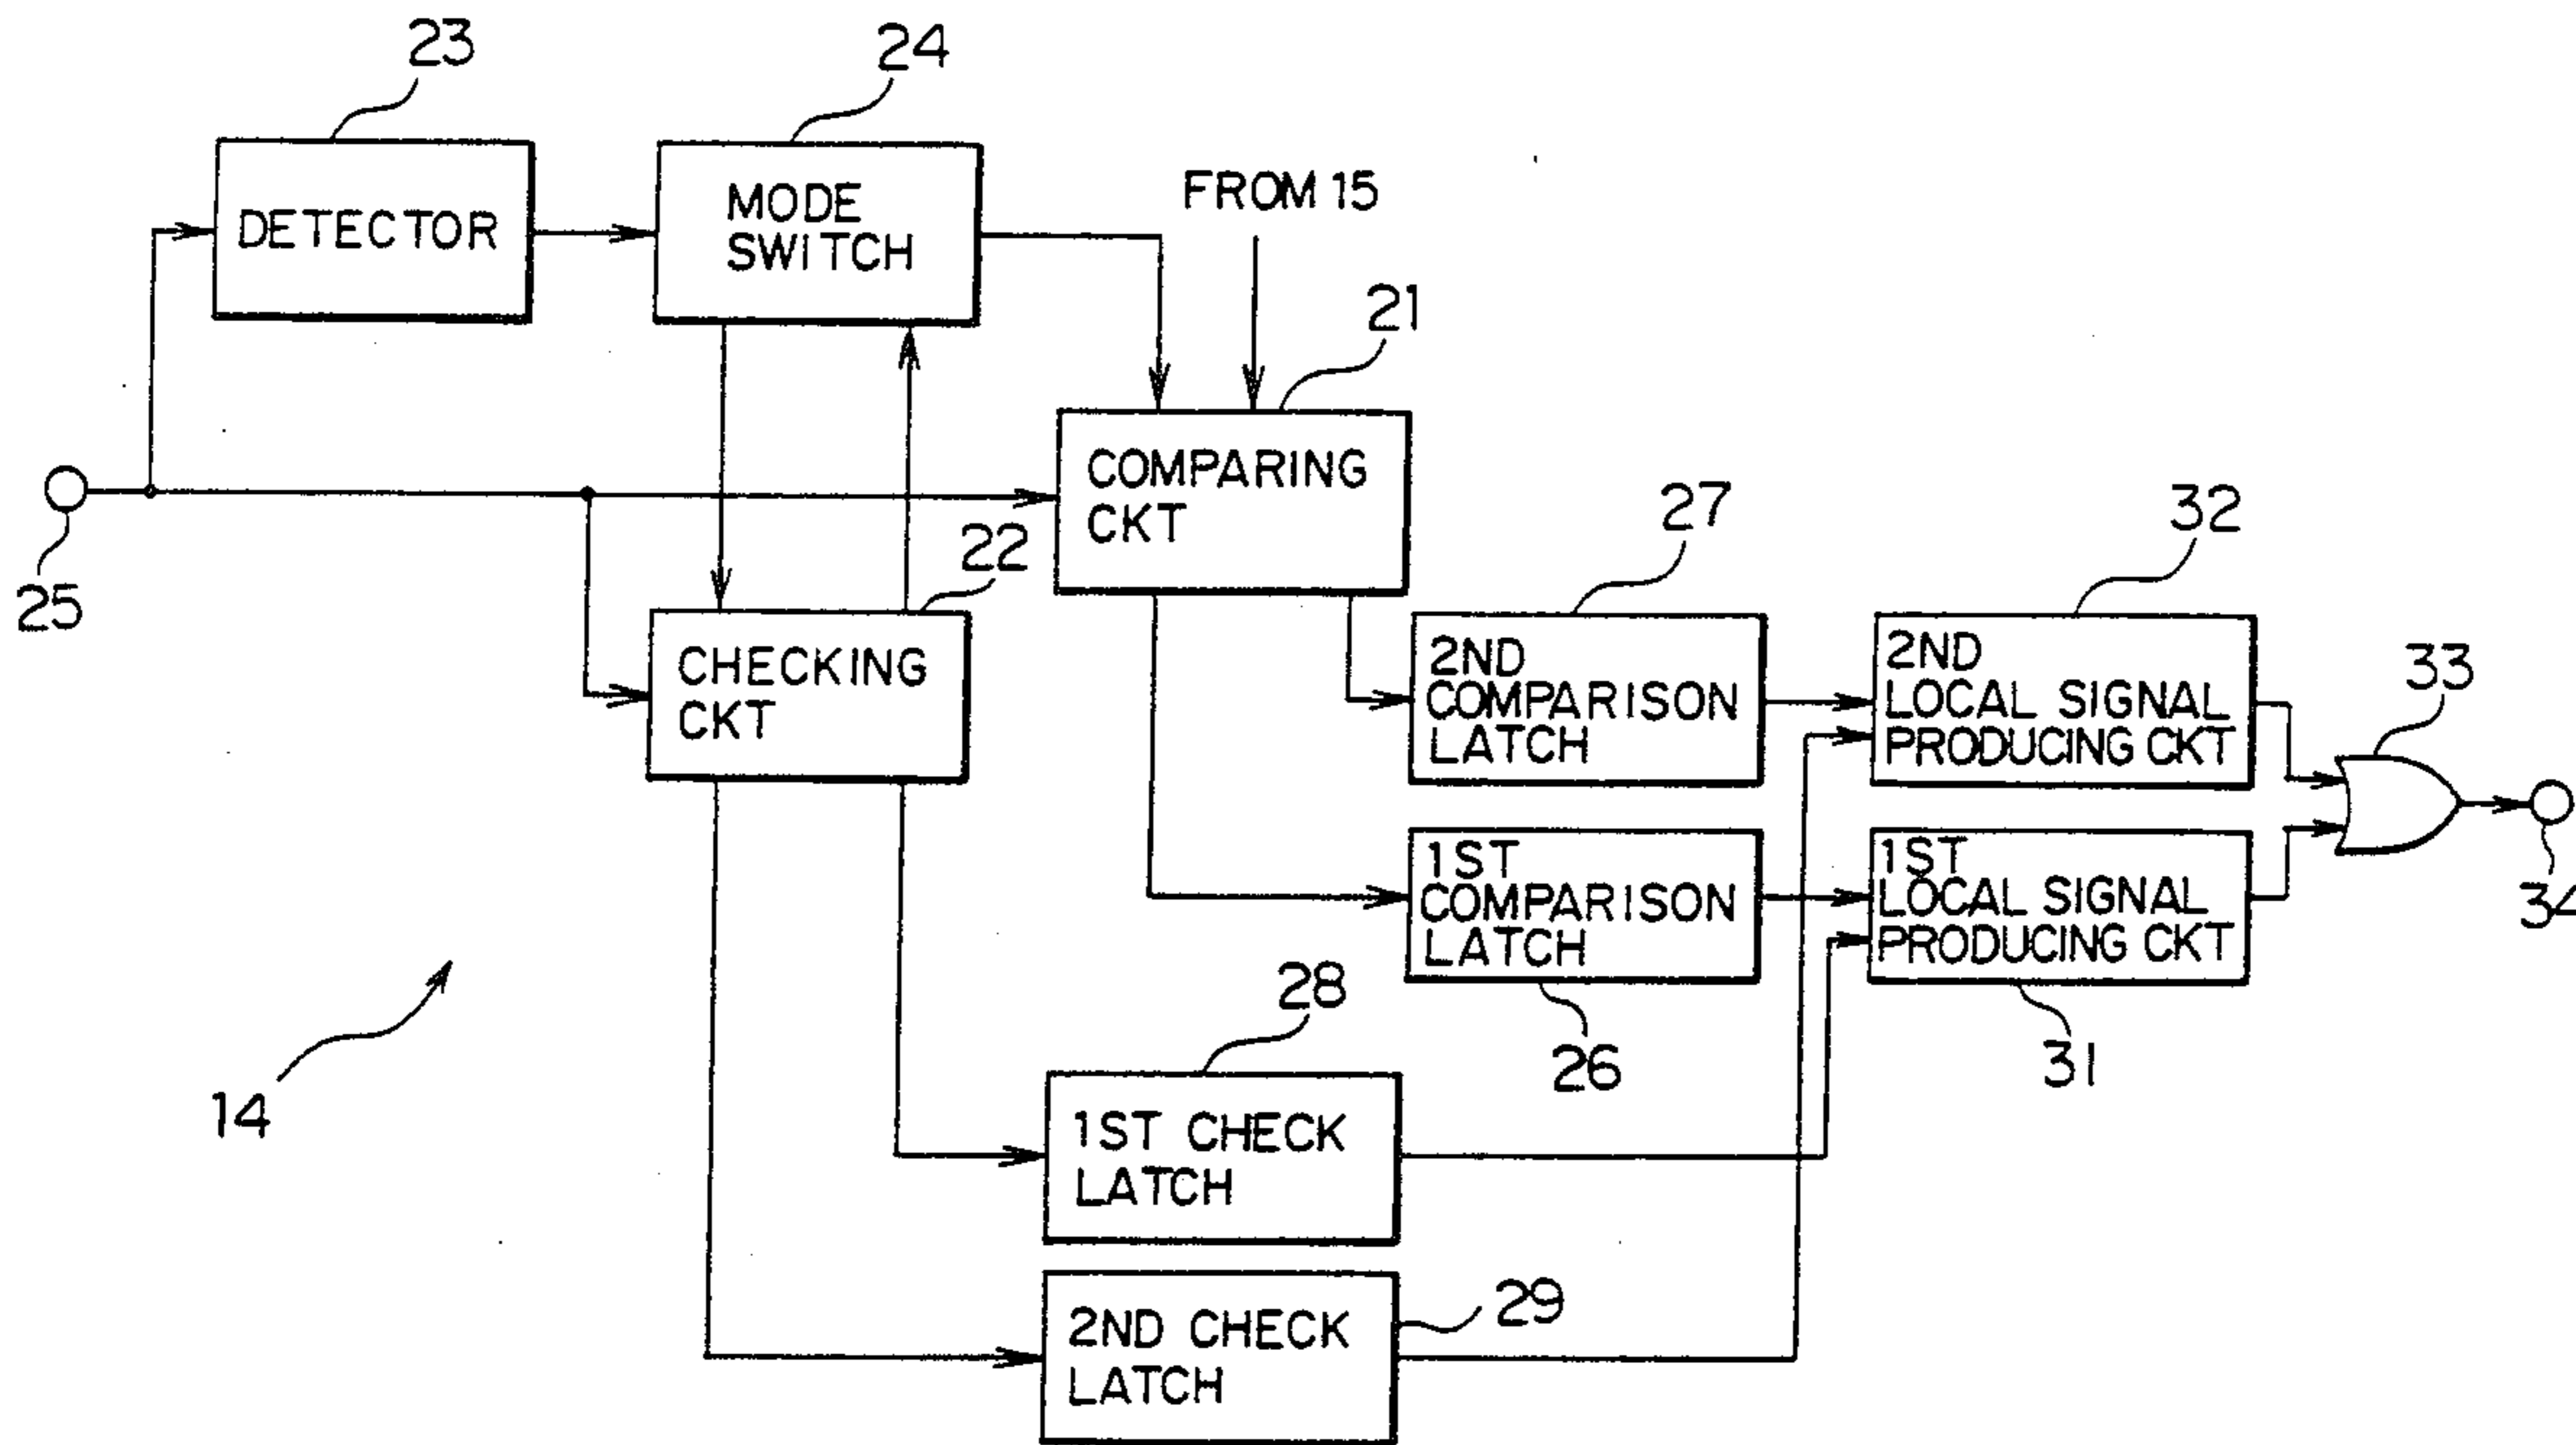 23
24
DETECTOR
MODE
SWITCH
FROM 15
21
COMPARING
CKT
25
22
CHECKING
CKT
27
2ND
COMPARISON
LATCH
32
2ND
LOCAL SIGNAL
PRODUCING CKT
33
34
1ST
COMPARISON
LATCH
26
1ST
LOCAL SIGNAL
PRODUCING CKT
31
14
28
1ST CHECK
LATCH
29
2ND CHECK
LATCH